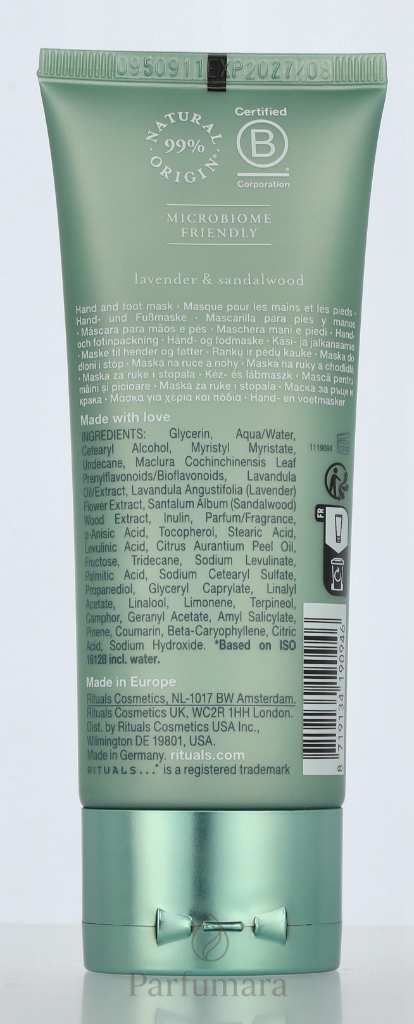 0950911 EXP2027/08
NATURAL
99%
ORIGIN*
Certified
B
Corporation
MICROBIOME
FRIENDLY
lavender & sandalwood
Hand and foot mask · Masque pour les mains et les pieds ·
Hand- und Fußmaske · Mascarilla para pies y manos
· Máscara para mãos e pés · Maschera mani e piedi · Hand-
och fotinpackning · Hånd- og fodmaske · Käsi- ja jalkanaamio
· Maske til hender og føtter · Rankų ir pėdų kaukė · Maska do
dłoni i stóp · Maska na ruce a nohy · Maska na ruky a chodidlá
· Maska za ruke i stopala · Kéz- és lábmaszk · Mască pentru
mâini și picioare · Maska za ruke i stopala · Маска за ръце и
крака · Μάσκα για χέρια και πόδια · Hand- en voetmasker
Made with love
INGREDIENTS: Glycerin, Aqua/Water,
Cetearyl Alcohol, Myristyl Myristate,
Undecane, Maclura Cochinchinensis Leaf
Prenylflavonoids/Bioflavonoids, Lavandula
Oil/Extract, Lavandula Angustifolia (Lavender)
Flower Extract, Santalum Album (Sandalwood)
Wood Extract, Inulin, Parfum/Fragrance,
p-Anisic Acid, Tocopherol, Stearic Acid,
Levulinic Acid, Citrus Aurantium Peel Oil,
Fructose, Tridecane, Sodium Levulinate,
Palmitic Acid, Sodium Cetearyl Sulfate,
Propanediol, Glyceryl Caprylate, Linalyl
Acetate, Linalool, Limonene, Terpineol,
Camphor, Geranyl Acetate, Amyl Salicylate,
Pinene, Coumarin, Beta-Caryophyllene, Citric
Acid, Sodium Hydroxide. *Based on ISO
16128 incl. water.
1119094
FR
Made in Europe
Rituals Cosmetics, NL-1017 BW Amsterdam.
Rituals Cosmetics UK, WC2R 1HH London.
Dist. by Rituals Cosmetics USA Inc.,
Wilmington DE 19801, USA.
Made in Germany. rituals.com
RITUALS...® is a registered trademark
8 719134 190946
Parfumara